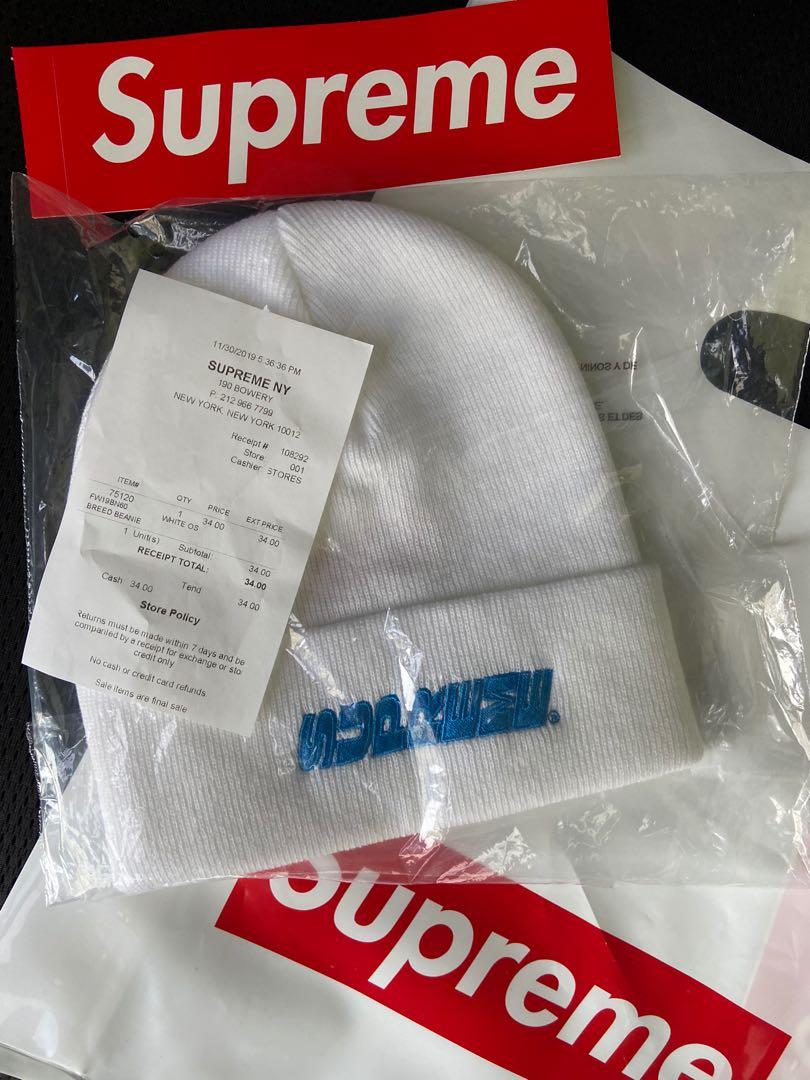 Supreme
11/30/2019 5:36:36 PM
SUPREME NY
190 BOWERY
P: 212 966 7799
NEW YORK, NEW YORK 10012
Receipt # 108292
Store: 001
Cashier: STORES
ITEM# QTY PRICE EXT PRICE
75120 1 34.00 34.00
FW19BN60 WHITE OS
BREED BEANIE
1 Unit(s) Subtotal: 34.00
RECEIPT TOTAL: 34.00
Cash 34.00 Tend 34.00
Store Policy
Returns must be made within 7 days and be
companied by a receipt for exchange or sto
credit only
No cash or credit card refunds.
Sale items are final sale
SUPREME®
Supreme